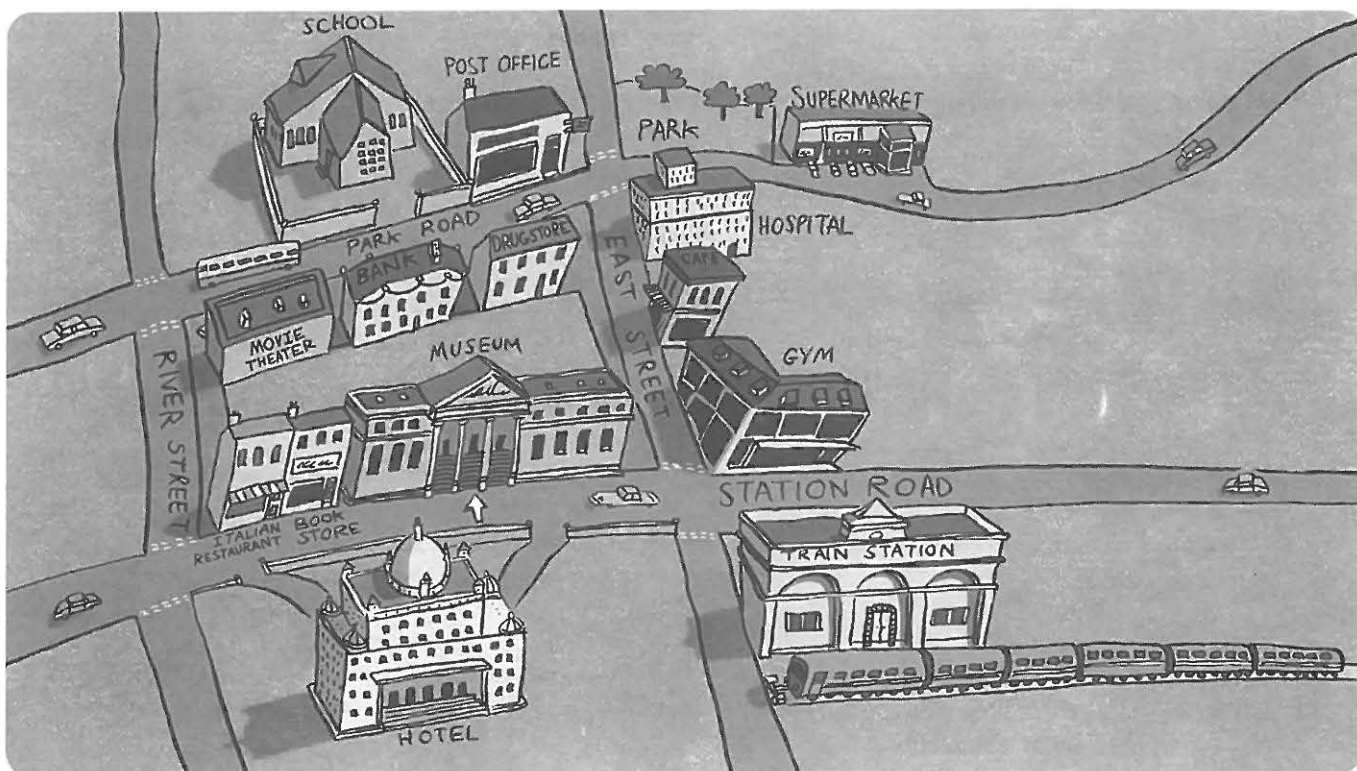 SCHOOL
POST OFFICE
SUPERMARKET
PARK
PARK ROAD
HOSPITAL
DRUGSTORE
BANK
EAST STREET
CAFE
MOVIE
THEATER
MUSEUM
GYM
RIVER STREET
STATION ROAD
ITALIAN
RESTAURANT
BOOK
STORE
TRAIN STATION
HOTEL